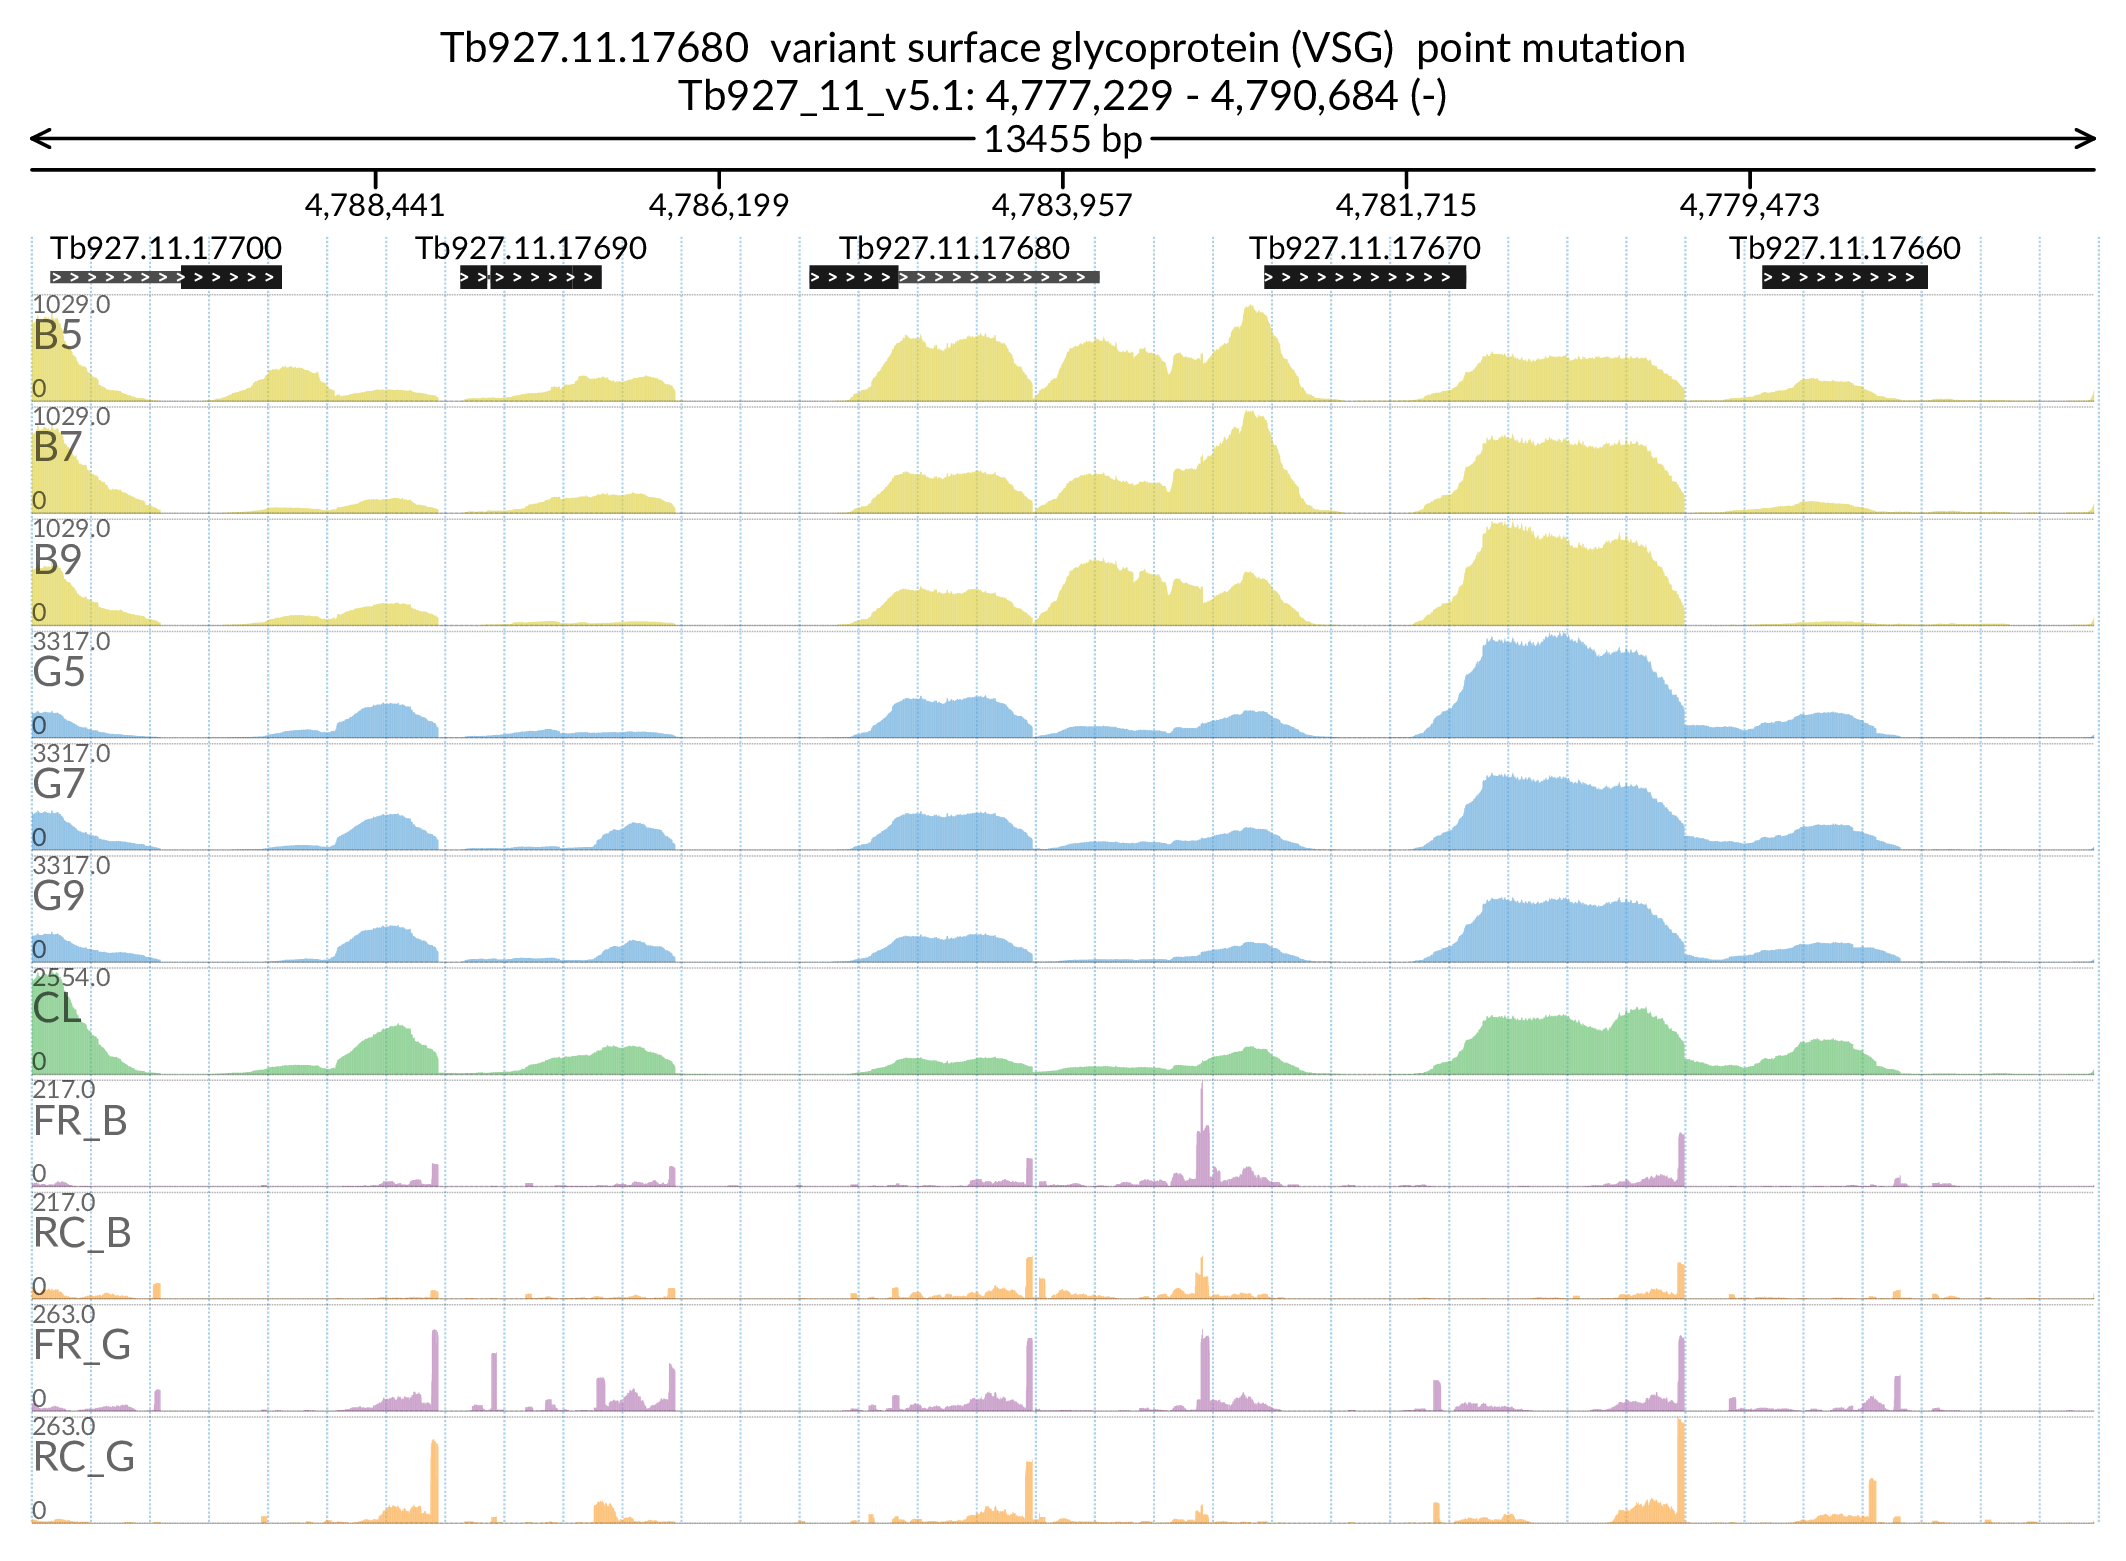 Tb927.11.17680  variant surface glycoprotein (VSG)  point mutation
Tb927_11_v5.1: 4,777,229 - 4,790,684 (-)
13455 bp
4,788,441 4,786,199 4,783,957 4,781,715 4,779,473
Tb927.11.17700 Tb927.11.17690 Tb927.11.17680 Tb927.11.17670 Tb927.11.17660
1029.0
B5
0
1029.0
B7
0
1029.0
B9
0
3317.0
G5
0
3317.0
G7
0
3317.0
G9
0
2554.0
CL
0
217.0
FR_B
0
217.0
RC_B
0
263.0
FR_G
0
263.0
RC_G
0